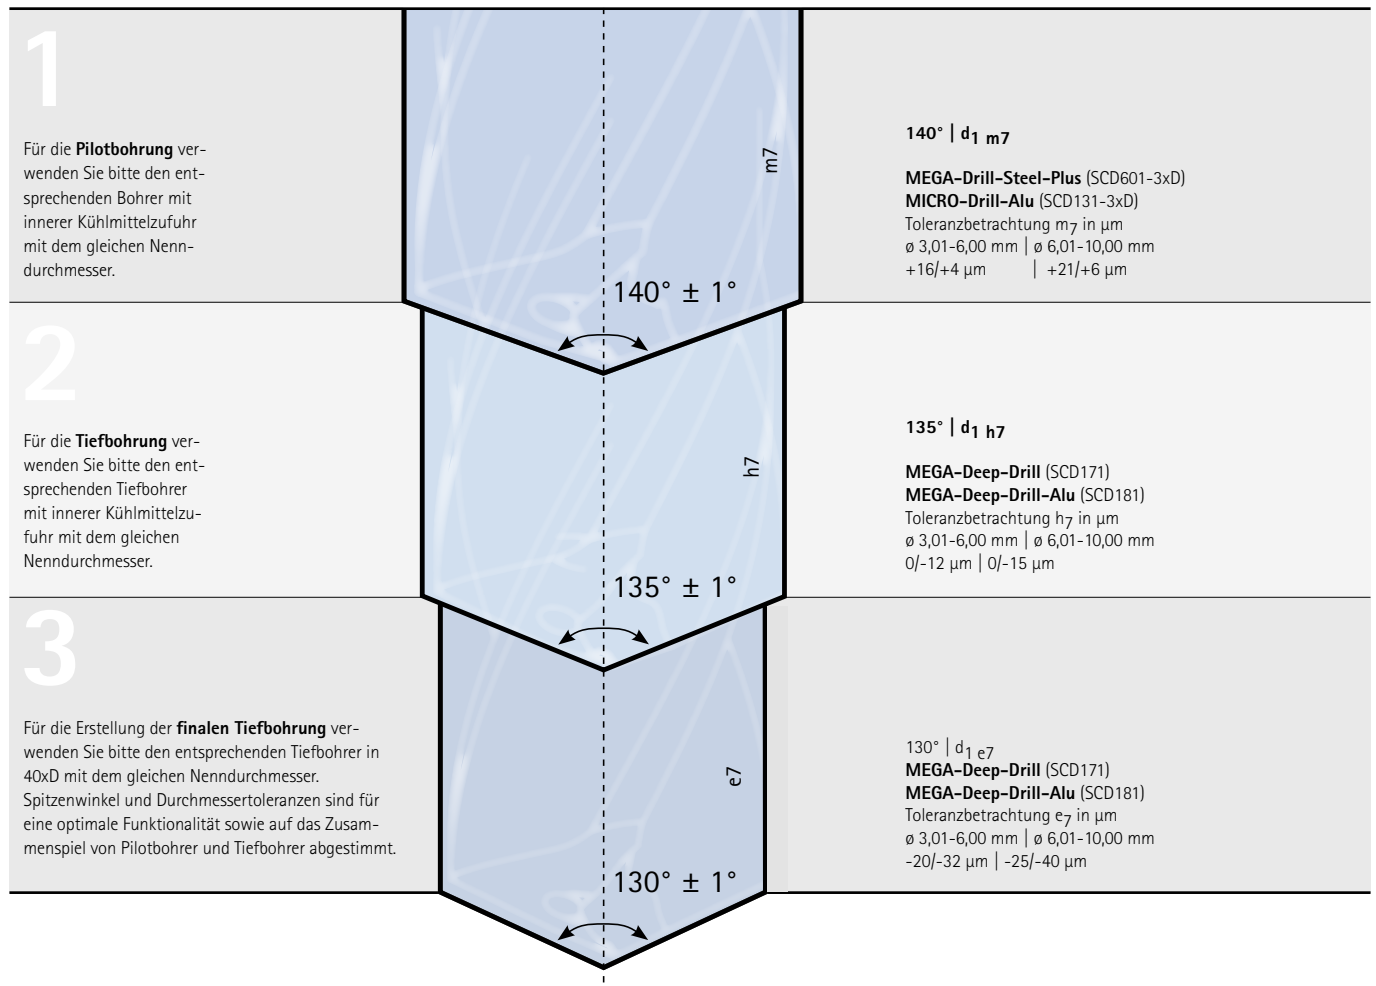 1
Für die Pilotbohrung ver-
wenden Sie bitte den ent-
sprechenden Bohrer mit
innerer Kühlmittelzufuhr
mit dem gleichen Nenn-
durchmesser.
m7
140° ± 1°
140° | d1 m7
MEGA-Drill-Steel-Plus (SCD601-3xD)
MICRO-Drill-Alu (SCD131-3xD)
Toleranzbetrachtung m7 in µm
ø 3,01-6,00 mm | ø 6,01-10,00 mm
+16/+4 µm | +21/+6 µm
2
Für die Tiefbohrung ver-
wenden Sie bitte den ent-
sprechenden Tiefbohrer
mit innerer Kühlmittelzu-
fuhr mit dem gleichen
Nenndurchmesser.
h7
135° ± 1°
135° | d1 h7
MEGA-Deep-Drill (SCD171)
MEGA-Deep-Drill-Alu (SCD181)
Toleranzbetrachtung h7 in µm
ø 3,01-6,00 mm | ø 6,01-10,00 mm
0/-12 µm | 0/-15 µm
3
Für die Erstellung der finalen Tiefbohrung ver-
wenden Sie bitte den entsprechenden Tiefbohrer in
40xD mit dem gleichen Nenndurchmesser.
Spitzenwinkel und Durchmessertoleranzen sind für
eine optimale Funktionalität sowie auf das Zusam-
menspiel von Pilotbohrer und Tiefbohrer abgestimmt.
e7
130° ± 1°
130° | d1 e7
MEGA-Deep-Drill (SCD171)
MEGA-Deep-Drill-Alu (SCD181)
Toleranzbetrachtung e7 in µm
ø 3,01-6,00 mm | ø 6,01-10,00 mm
-20/-32 µm | -25/-40 µm